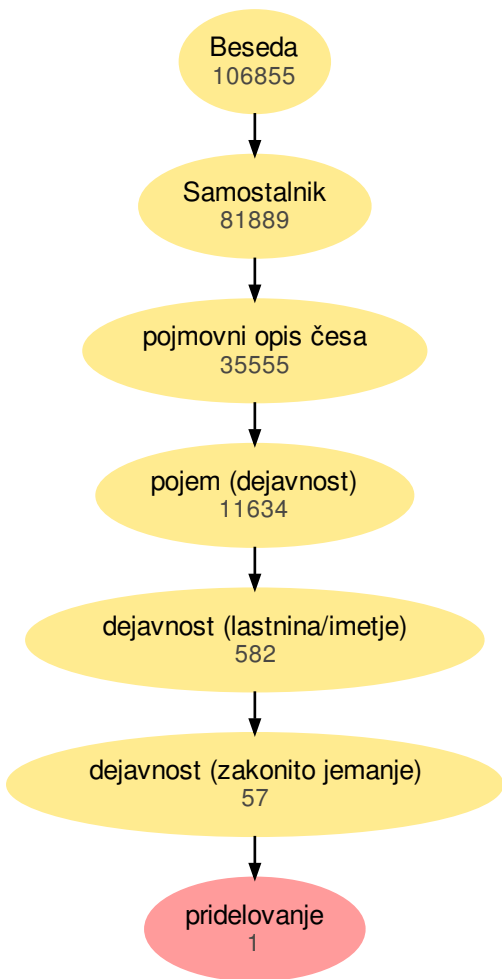 Beseda
106855
Samostalnik
81889
pojmovni opis česa
35555
pojem (dejavnost)
11634
dejavnost (lastnina/imetje)
582
dejavnost (zakonito jemanje)
57
pridelovanje
1